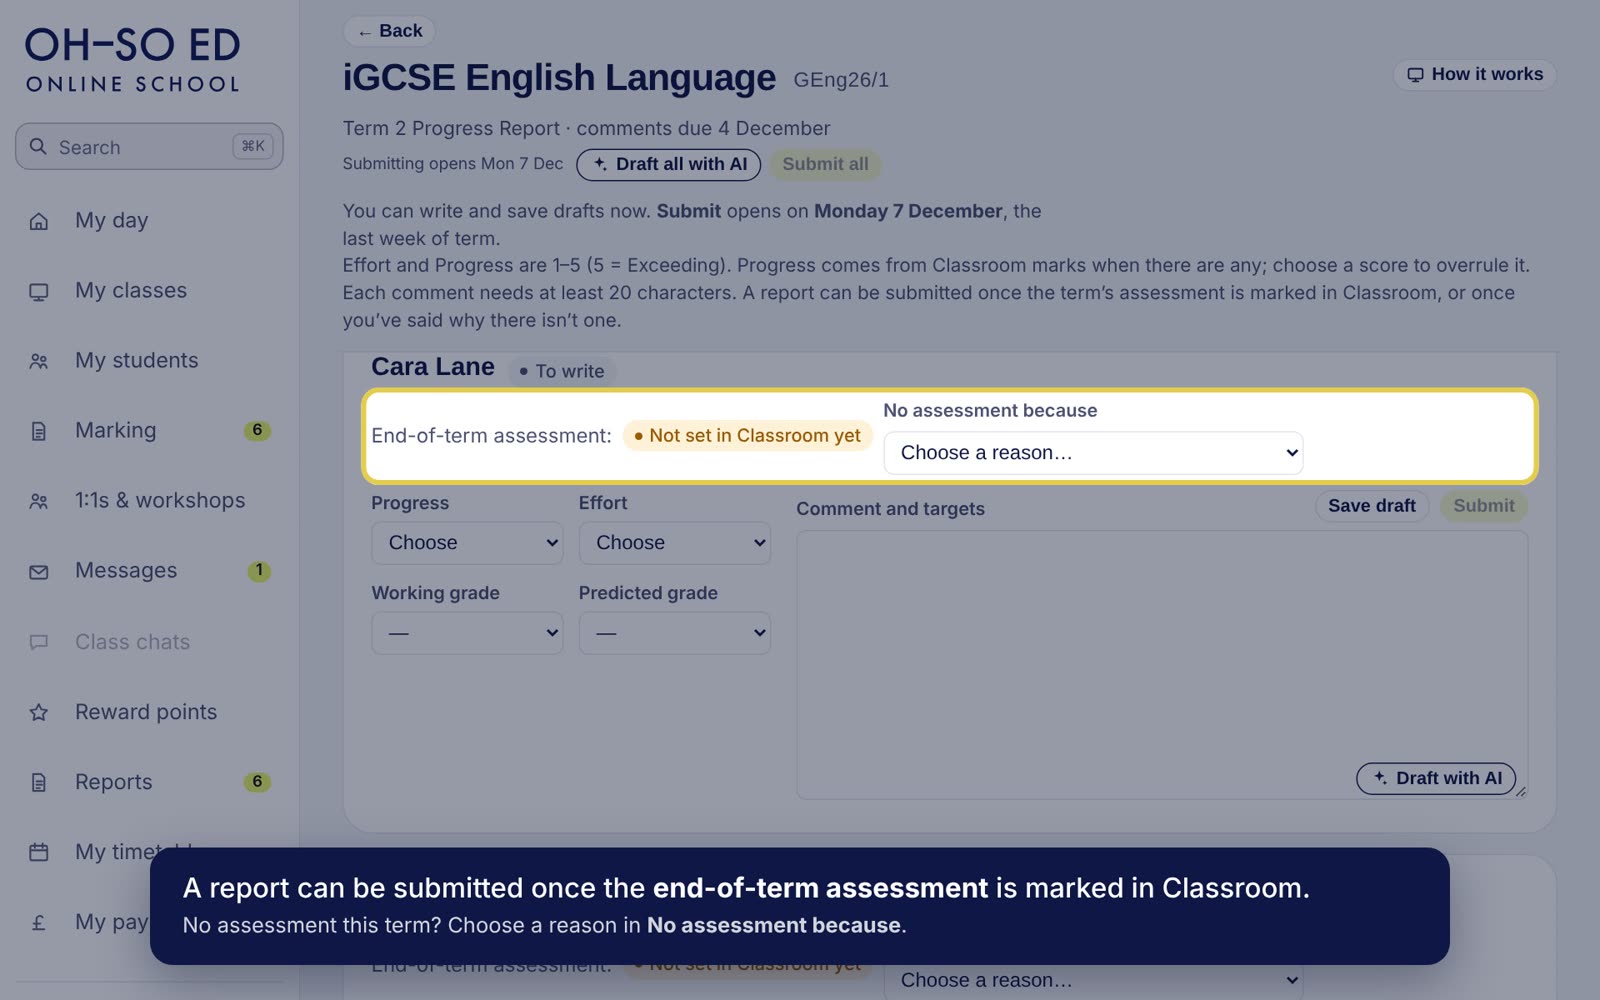 OH–SO ED
ONLINE SCHOOL
Search
⌘K
My day
My classes
My students
Marking 6
1:1s & workshops
Messages 1
Class chats
Reward points
Reports 6
My
My pay
← Back
iGCSE English Language GEng26/1
How it works
Term 2 Progress Report · comments due 4 December
Submitting opens Mon 7 Dec Draft all with AI Submit all
You can write and save drafts now. Submit opens on Monday 7 December, the
last week of term.
Effort and Progress are 1–5 (5 = Exceeding). Progress comes from Classroom marks when there are any; choose a score to overrule it.
Each comment needs at least 20 characters. A report can be submitted once the term’s assessment is marked in Classroom, or once
you’ve said why there isn’t one.
Cara Lane • To write
No assessment because
End-of-term assessment: • Not set in Classroom yet
Choose a reason…
Progress Effort
Choose Choose
Working grade Predicted grade
— —
Comment and targets
Save draft Submit
Draft with AI
A report can be submitted once the end-of-term assessment is marked in Classroom.
No assessment this term? Choose a reason in No assessment because.
End-of-term assessment: • Not set in Classroom yet
Choose a reason…